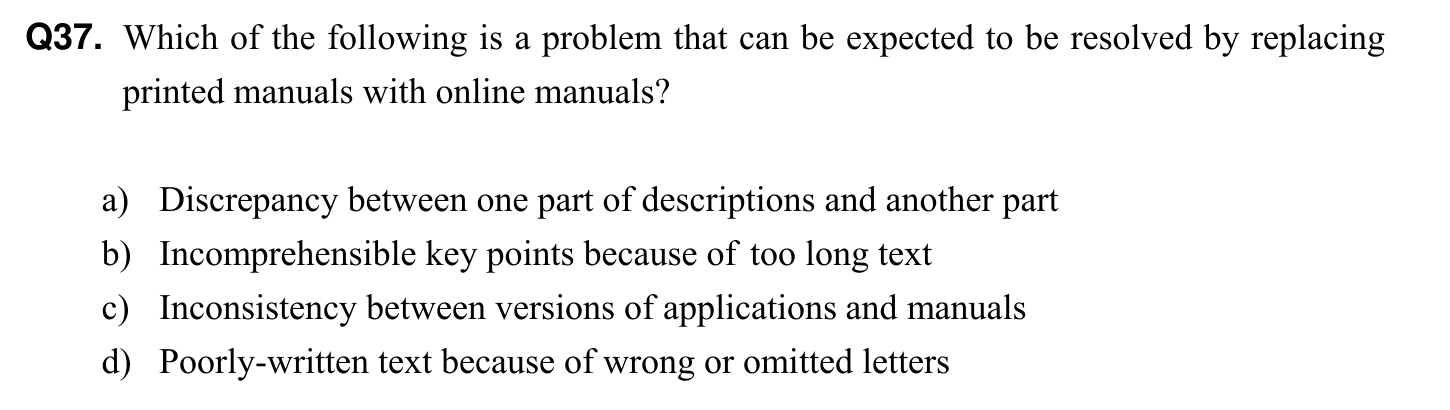 Q37. Which of the following is a problem that can be expected to be resolved by replacing
printed manuals with online manuals?
a) Discrepancy between one part of descriptions and another part
b) Incomprehensible key points because of too long text
c) Inconsistency between versions of applications and manuals
d) Poorly-written text because of wrong or omitted letters